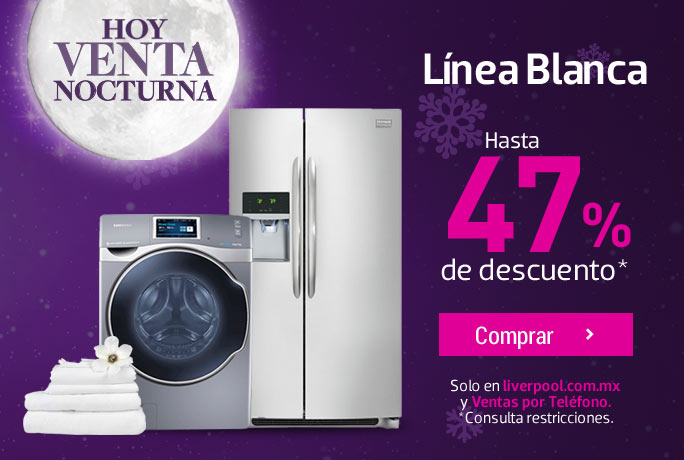 HOY
VENTA
NOCTURNA
Línea Blanca
Hasta
47%
de descuento*
Comprar >
Solo en liverpool.com.mx
y Ventas por Teléfono.
*Consulta restricciones.